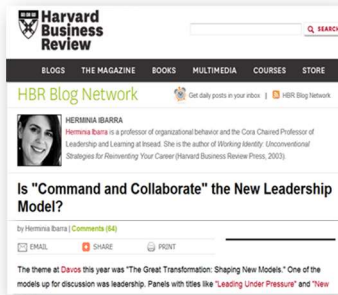 Harvard
Business
Review
SEARCH
BLOGS THE MAGAZINE BOOKS MULTIMEDIA COURSES STORE
HBR Blog Network
Get daily posts in your inbox | HBR Blog Network
HERMINIA IBARRA
Herminia Ibarra is a professor of organizational behavior and the Cora Chaired Professor of
Leadership and Learning at Insead. She is the author of Working Identity: Unconventional
Strategies for Reinventing Your Career (Harvard Business Review Press, 2003).
Is "Command and Collaborate" the New Leadership
Model?
by Herminia Ibarra | Comments (64)
EMAIL SHARE PRINT
The theme at Davos this year was "The Great Transformation: Shaping New Models." One of the
models up for discussion was leadership. Panels with titles like "Leading Under Pressure" and "New